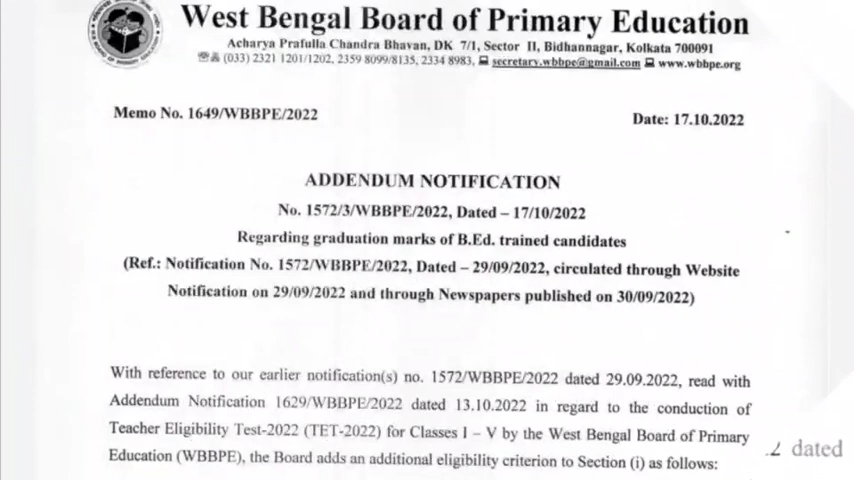 West Bengal Board of Primary Education
Acharya Prafulla Chandra Bhavan, DK 7/1, Sector II, Bidhannagar, Kolkata 700091
(033) 2321 1201/1202, 2359 8099/8135, 2334 8983, secretary.wbbpe@gmail.com www.wbbpe.org
Memo No. 1649/WBBPE/2022
Date: 17.10.2022
ADDENDUM NOTIFICATION
No. 1572/3/WBBPE/2022, Dated – 17/10/2022
Regarding graduation marks of B.Ed. trained candidates
(Ref.: Notification No. 1572/WBBPE/2022, Dated – 29/09/2022, circulated through Website
Notification on 29/09/2022 and through Newspapers published on 30/09/2022)
With reference to our earlier notification(s) no. 1572/WBBPE/2022 dated 29.09.2022, read with
Addendum Notification 1629/WBBPE/2022 dated 13.10.2022 in regard to the conduction of
Teacher Eligibility Test-2022 (TET-2022) for Classes I – V by the West Bengal Board of Primary
Education (WBBPE), the Board adds an additional eligibility criterion to Section (i) as follows:
dated